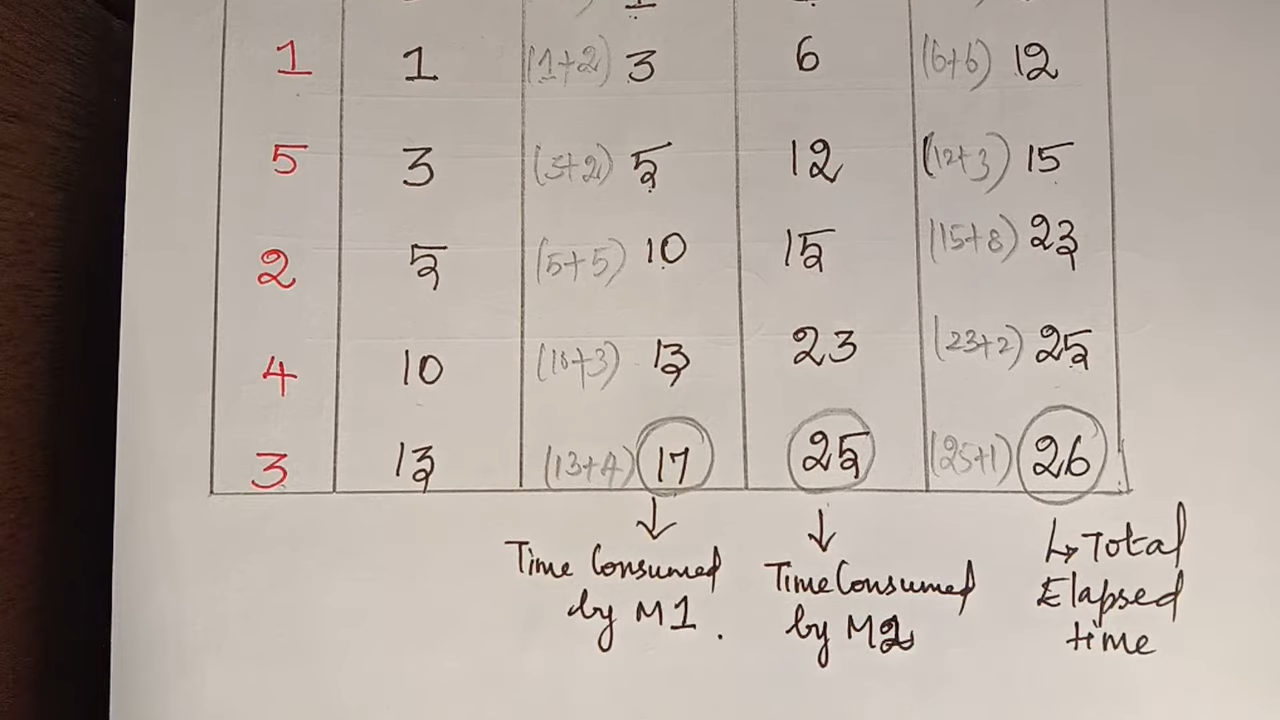 1 1 (1+2) 3 6 (6+6) 12
5 3 (3+2) 5 12 (12+3) 15
2 5 (5+5) 10 15 (15+8) 23
4 10 (10+3) 13 23 (23+2) 25
3 13 (13+4) 17 25 (25+1) 26
Time Consumed
by M1.
Time Consumed
by M2
Total
Elapsed
time